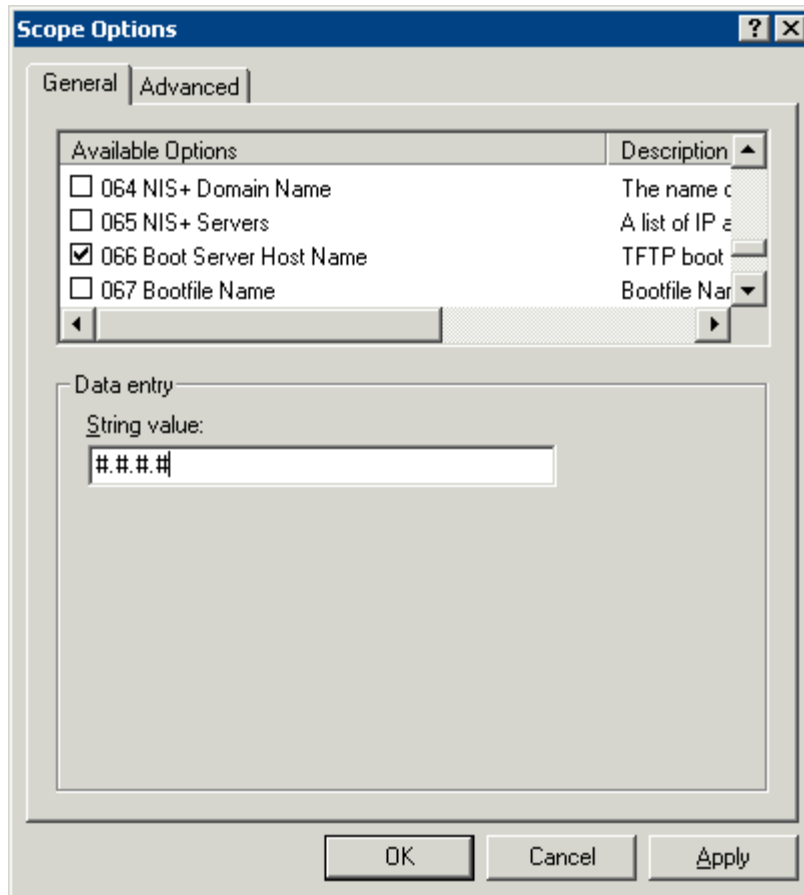 Scope Options
General Advanced
Available Options Description
064 NIS+ Domain Name The name
065 NIS+ Servers A list of IP a
066 Boot Server Host Name TFTP boot
067 Bootfile Name Bootfile Nar
Data entry
String value:
#.#.#.#
OK Cancel Apply